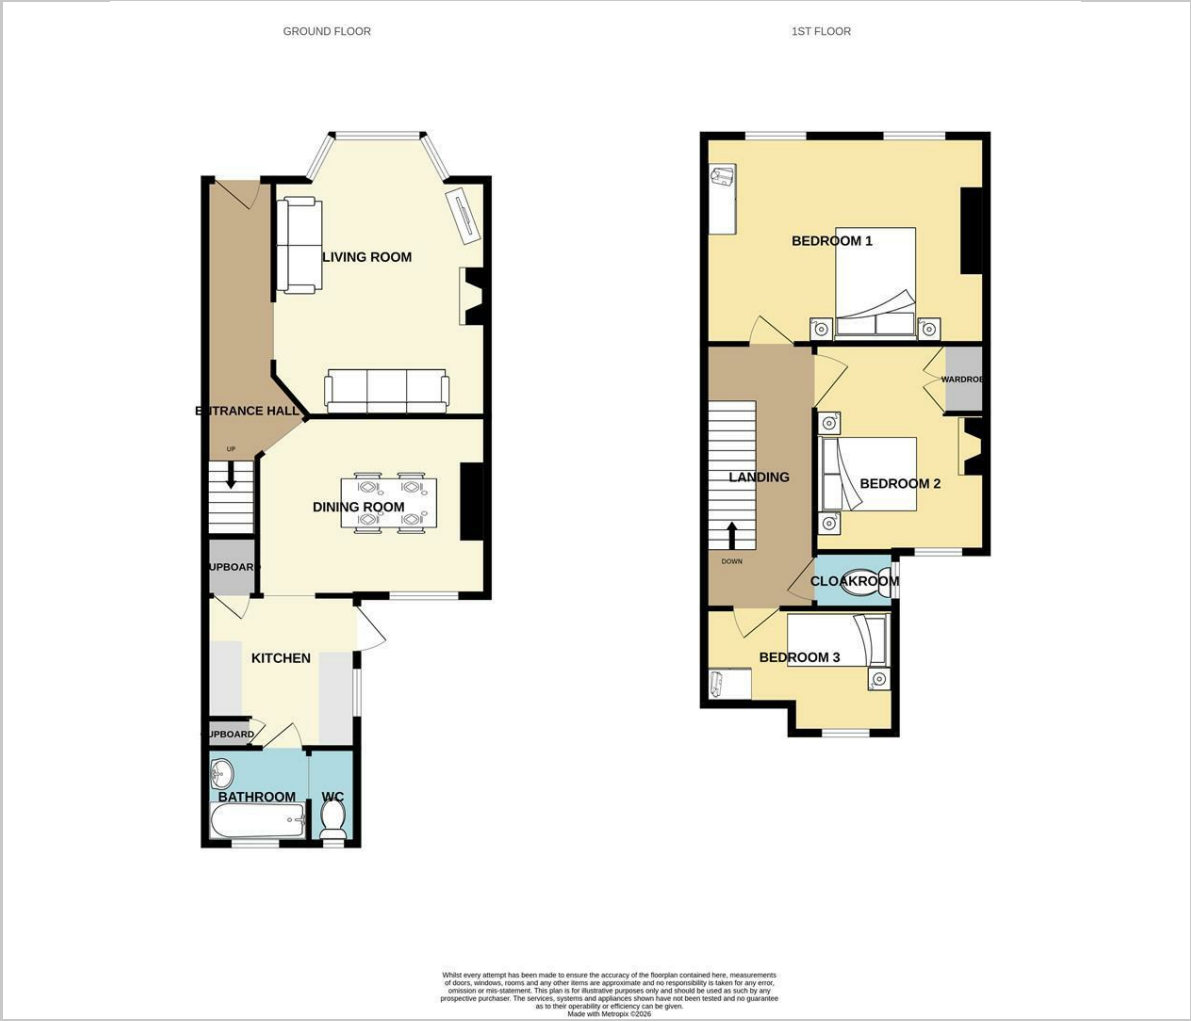 GROUND FLOOR
1ST FLOOR
LIVING ROOM
ENTRANCE HALL
UP
DINING ROOM
UPBOARD
KITCHEN
UPBOARD
BATHROOM
WC
BEDROOM 1
WARDROB
LANDING
BEDROOM 2
DOWN
CLOAKROOM
BEDROOM 3
Whilst every attempt has been made to ensure the accuracy of the floorplan contained here, measurements
of doors, windows, rooms and any other items are approximate and no responsibility is taken for any error,
omission or mis-statement. This plan is for illustrative purposes only and should be used as such by any
prospective purchaser. The services, systems and appliances shown have not been tested and no guarantee
as to their operability or efficiency can be given.
Made with Metropix ©2026